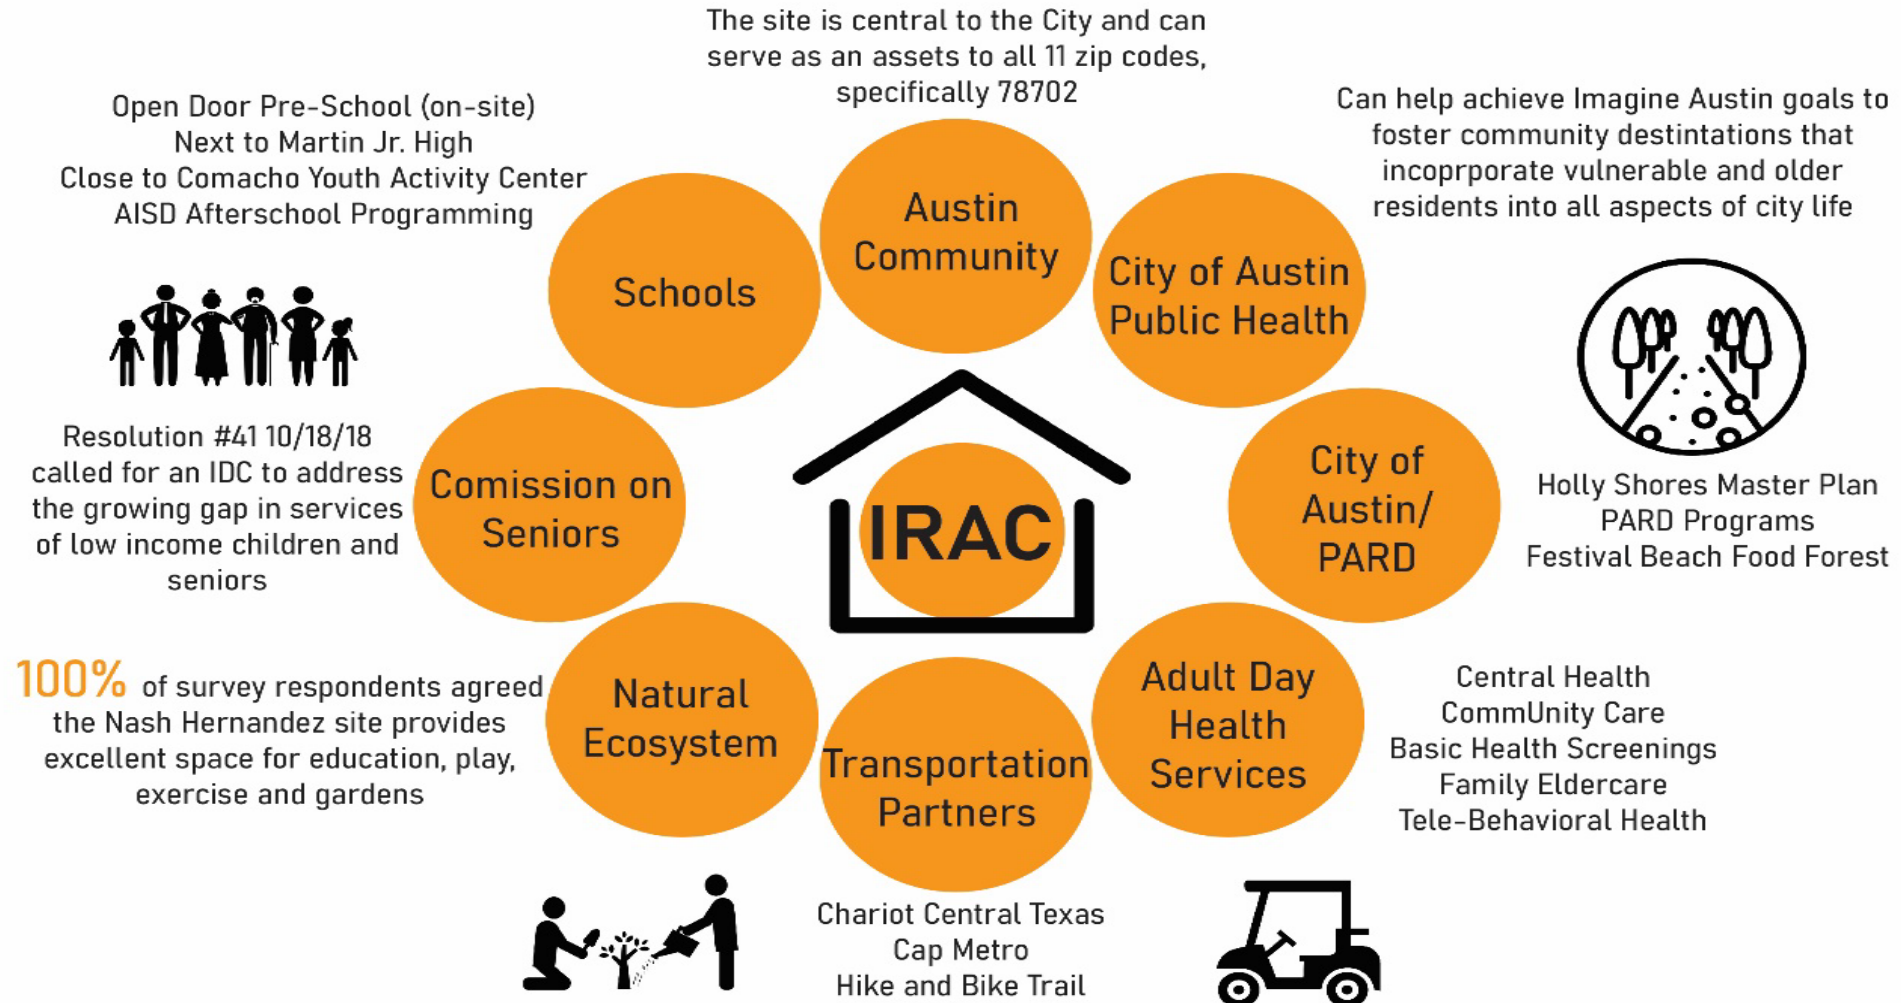 The site is central to the City and can
serve as an assets to all 11 zip codes,
specifically 78702
Open Door Pre-School (on-site)
Next to Martin Jr. High
Close to Comacho Youth Activity Center
AISD Afterschool Programming
Can help achieve Imagine Austin goals to
foster community destintations that
incoprporate vulnerable and older
residents into all aspects of city life
Austin
Community
Schools
City of Austin
Public Health
Resolution #41 10/18/18
called for an IDC to address
the growing gap in services
of low income children and
seniors
Comission on
Seniors
IRAC
City of
Austin/
PARD
Holly Shores Master Plan
PARD Programs
Festival Beach Food Forest
100% of survey respondents agreed
the Nash Hernandez site provides
excellent space for education, play,
exercise and gardens
Natural
Ecosystem
Transportation
Partners
Adult Day
Health
Services
Central Health
CommUnity Care
Basic Health Screenings
Family Eldercare
Tele-Behavioral Health
Chariot Central Texas
Cap Metro
Hike and Bike Trail